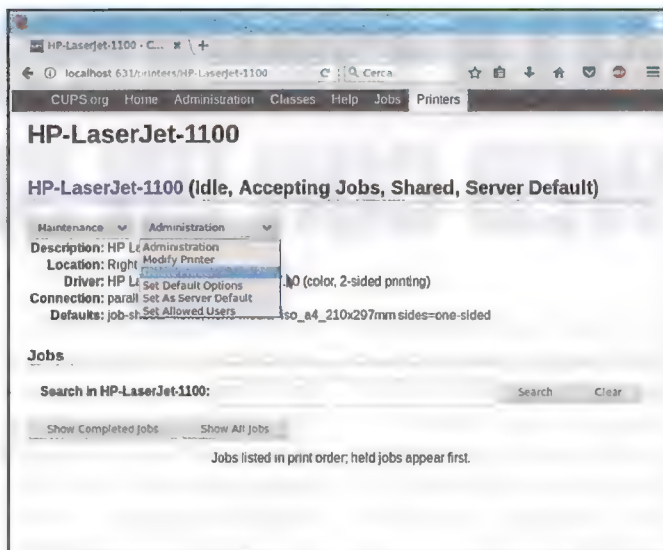 HP-LaserJet-1100 - C... × +
localhost 631/printers/HP-LaserJet-1100 Cerca
CUPS.org Home Administration Classes Help Jobs Printers
HP-LaserJet-1100
HP-LaserJet-1100 (Idle, Accepting Jobs, Shared, Server Default)
Maintenance Administration
Description: HP La
Administration
Location: Right
Modify Printer
Driver: HP La
.0 (color, 2-sided printing)
Set Default Options
Connection: parall
Set As Server Default
Defaults: job-sh
iso_a4_210x297mm sides=one-sided
Set Allowed Users
Jobs
Search in HP-LaserJet-1100: Search Clear
Show Completed Jobs Show All Jobs
Jobs listed in print order; held jobs appear first.